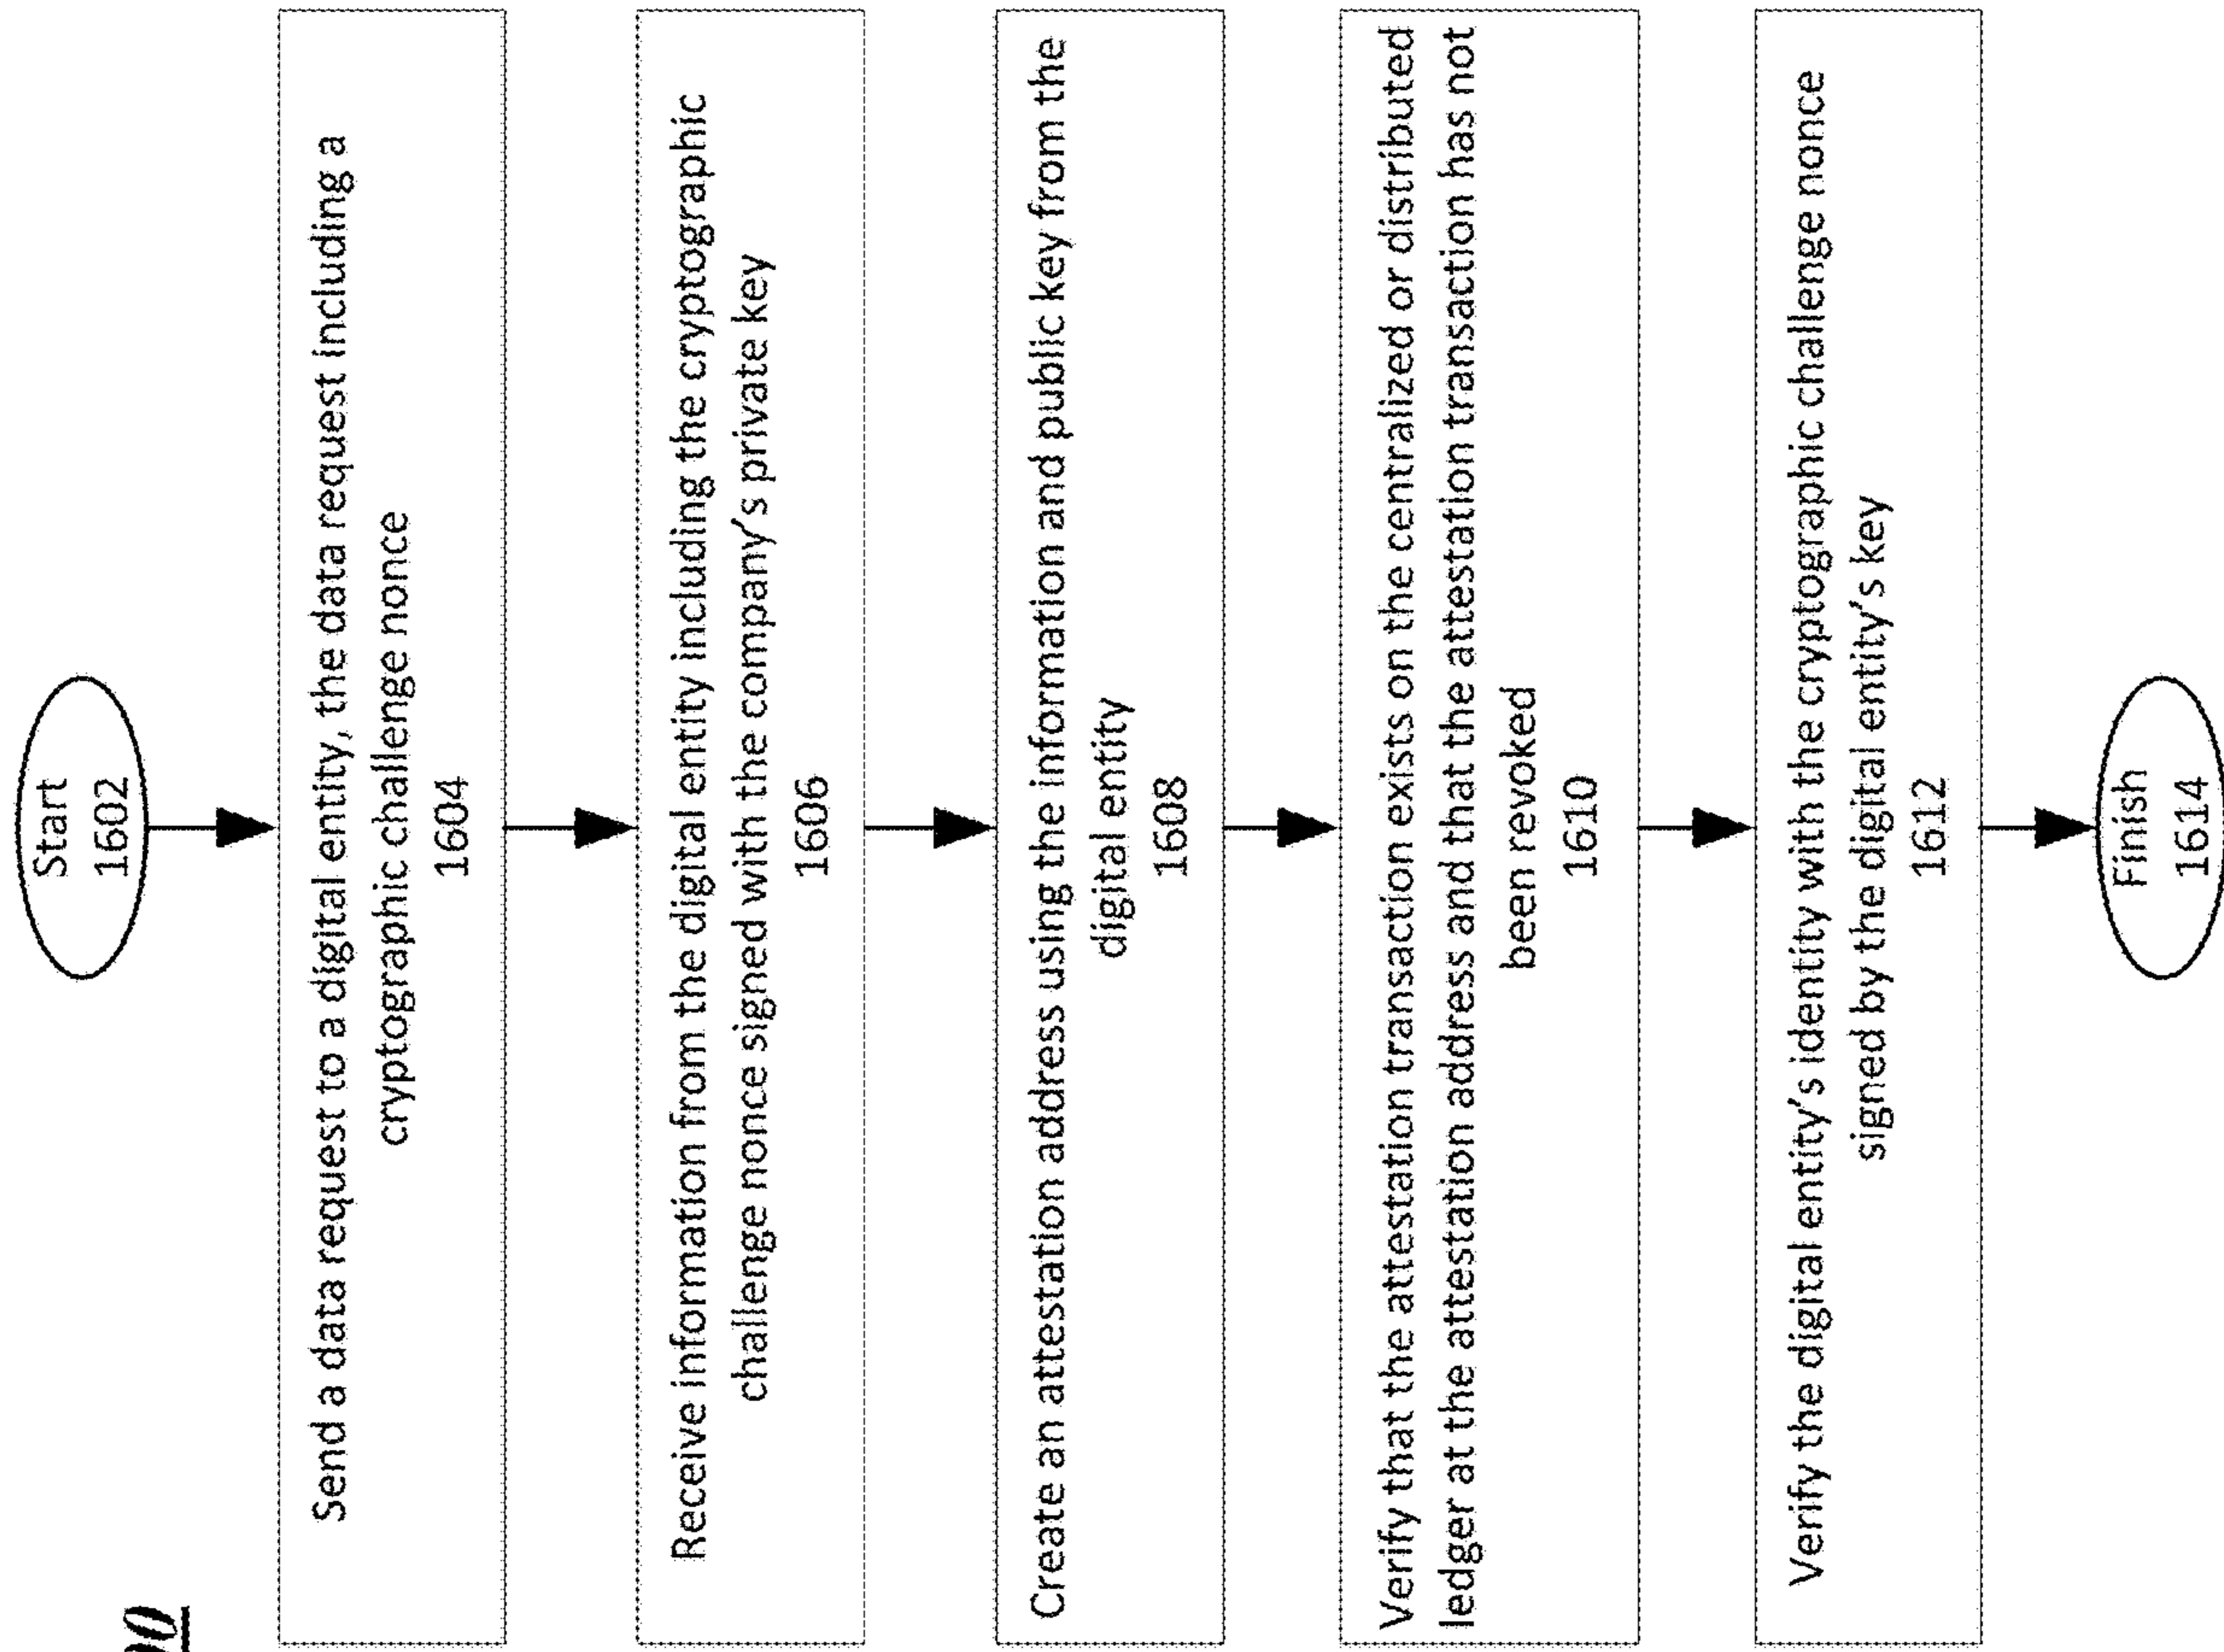 Start
1602
Send a data request to a digital entity, the data request including a
cryptographic challenge nonce
1604
Receive information from the digital entity including the cryptographic
challenge nonce signed with the company's private key
1606
Create an attestation address using the information and public key from the
digital entity
1608
Verify that the attestation transaction exists on the centralized or distributed
ledger at the attestation address and that the attestation transaction has not
been revoked
1610
Verify the digital entity's identity with the cryptographic challenge nonce
signed by the digital entity's key
1612
Finish
1614